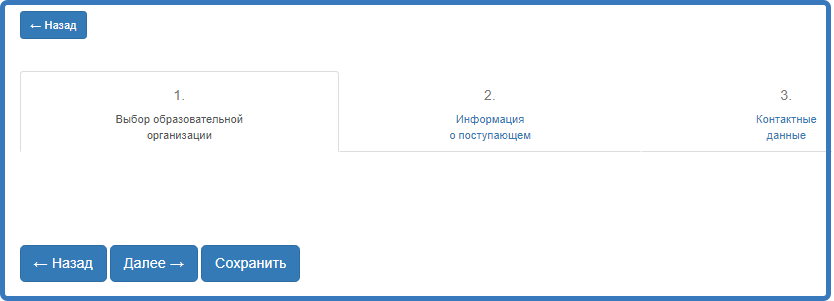 ← Назад
1.
Выбор образовательной
организации
2.
Информация
о поступающем
3.
Контактные
данные
← Назад Далее → Сохранить